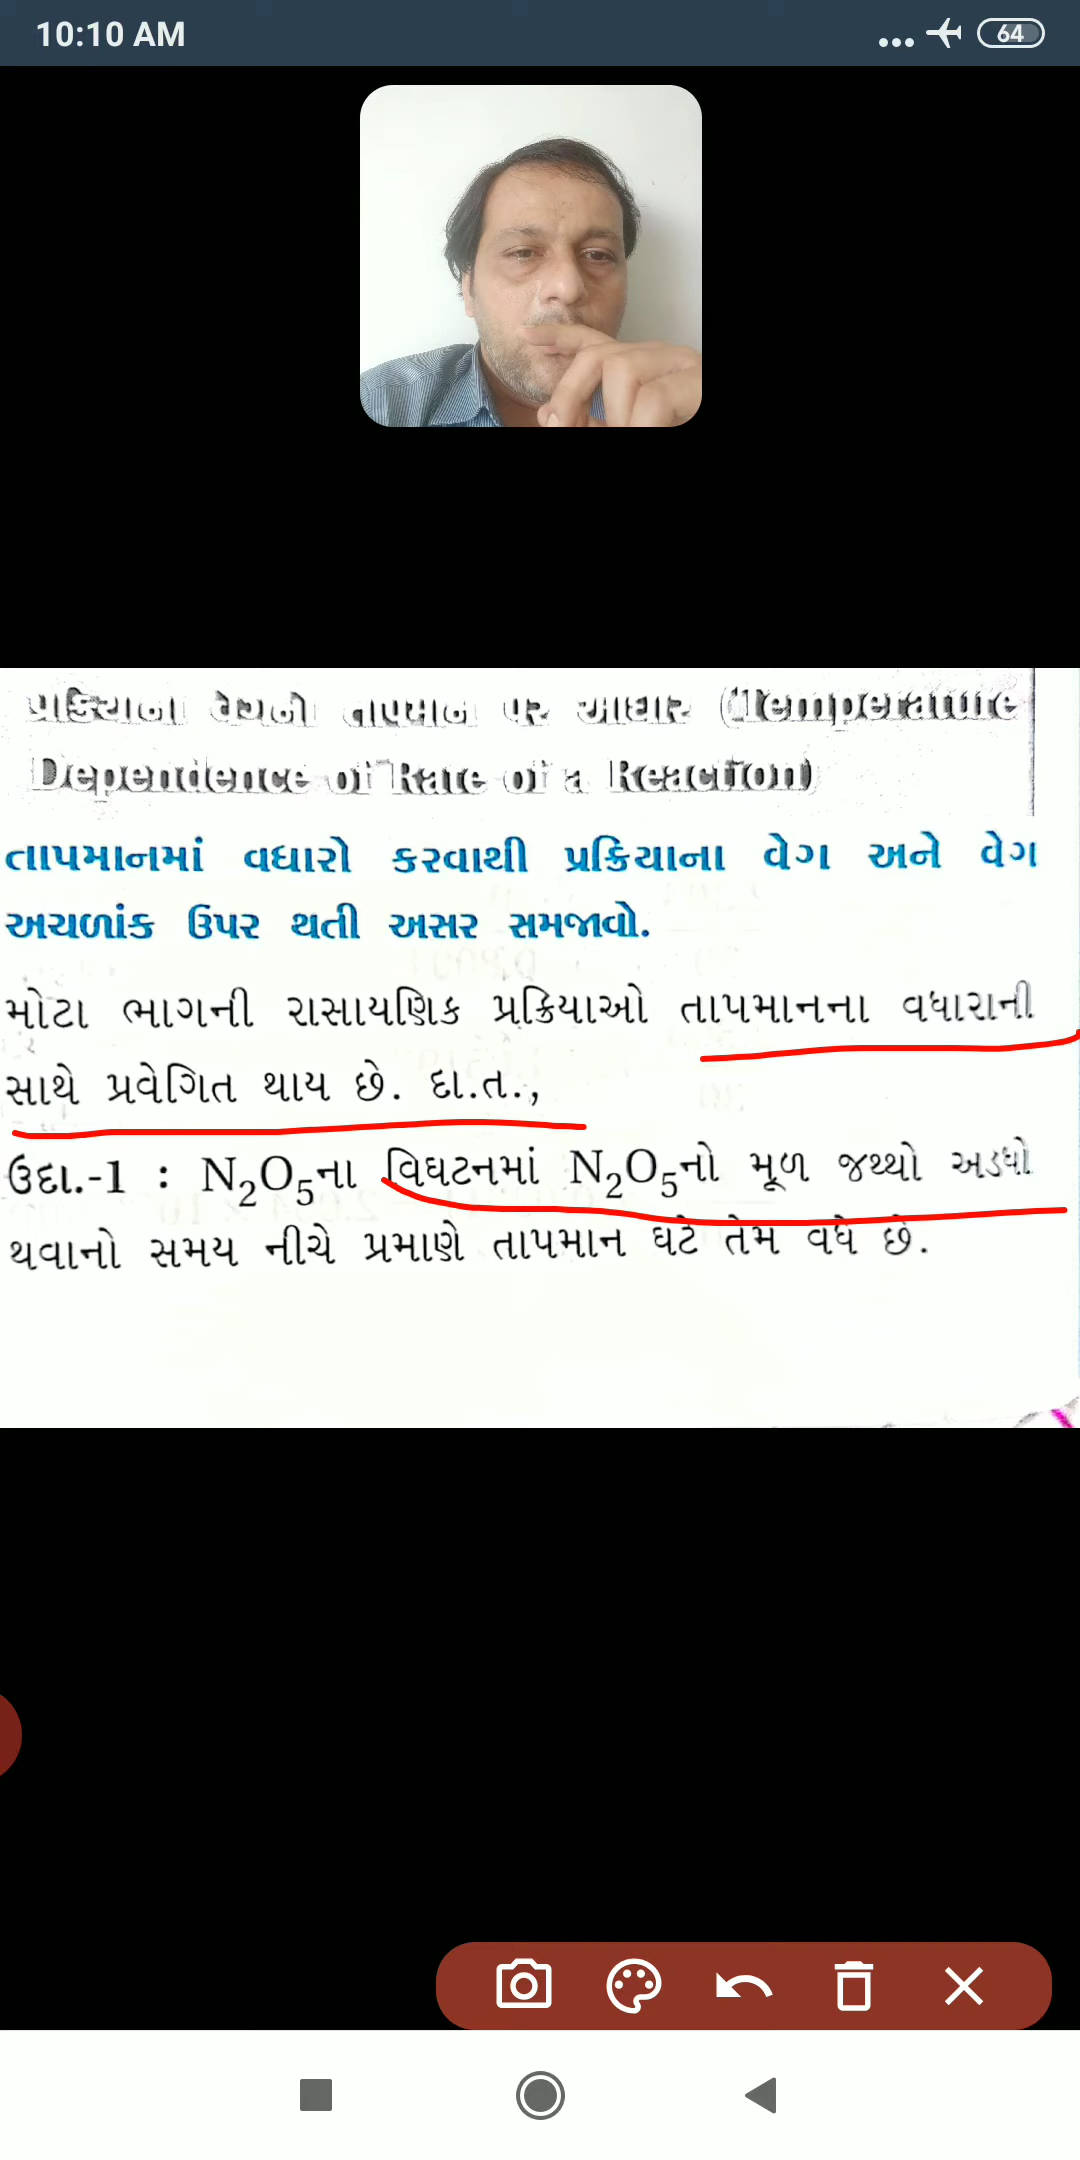 10:10 AM
64
પ્રક્રિયાના વેગનો તાપમાન પર આધાર (Temperature
Dependence of Rate of a Reaction)
તાપમાનમાં વધારો કરવાથી પ્રક્રિયાના વેગ અને વેગ
અચળાંક ઉપર થતી અસર સમજાવો.
મોટા ભાગની રાસાયણિક પ્રક્રિયાઓ તાપમાનના વધારાની
સાથે પ્રવેગિત થાય છે. દા.ત.,
ઉદા.-1 : N₂O₅ના વિઘટનમાં N₂O₅નો મૂળ જથ્થો અડધો
થવાનો સમય નીચે પ્રમાણે તાપમાન ઘટે તેમ વધે છે.